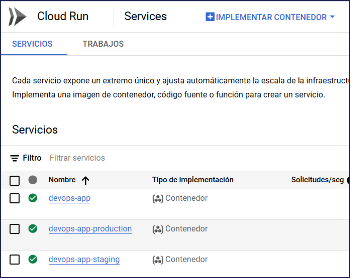 Cloud Run
Services
IMPLEMENTAR CONTENEDOR
SERVICIOS
TRABAJOS
Cada servicio expone un extremo único y ajusta automáticamente la escala de la infraestructu
Implementa una imagen de contenedor, código fuente o función para crear un servicio.
Servicios
Filtro Filtrar servicios
Nombre Tipo de implementación Solicitudes/seg
devops-app Contenedor
devops-app-production Contenedor
devops-app-staging Contenedor